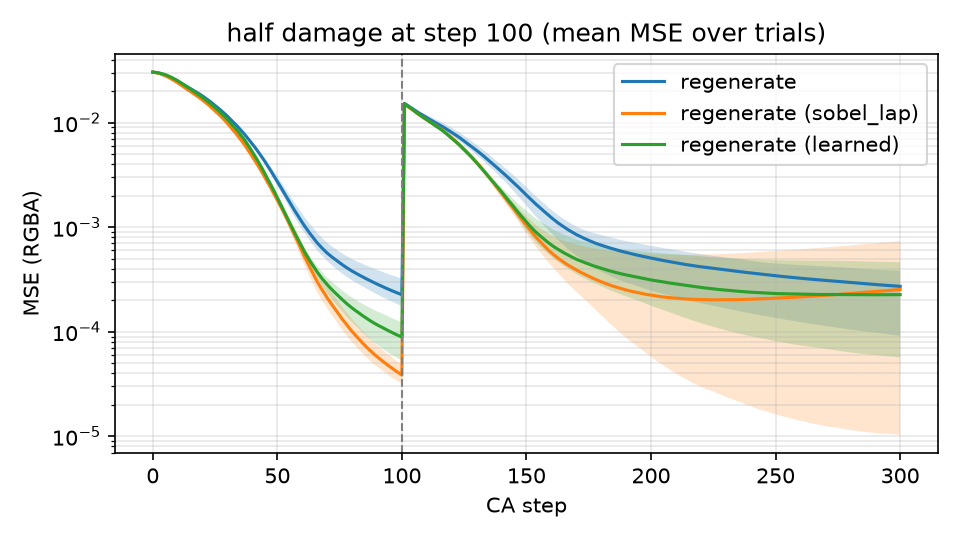 half damage at step 100 (mean MSE over trials)
regenerate
regenerate (sobel_lap)
regenerate (learned)
MSE (RGBA)
10⁻²
10⁻³
10⁻⁴
10⁻⁵
0 50 100 150 200 250 300
CA step